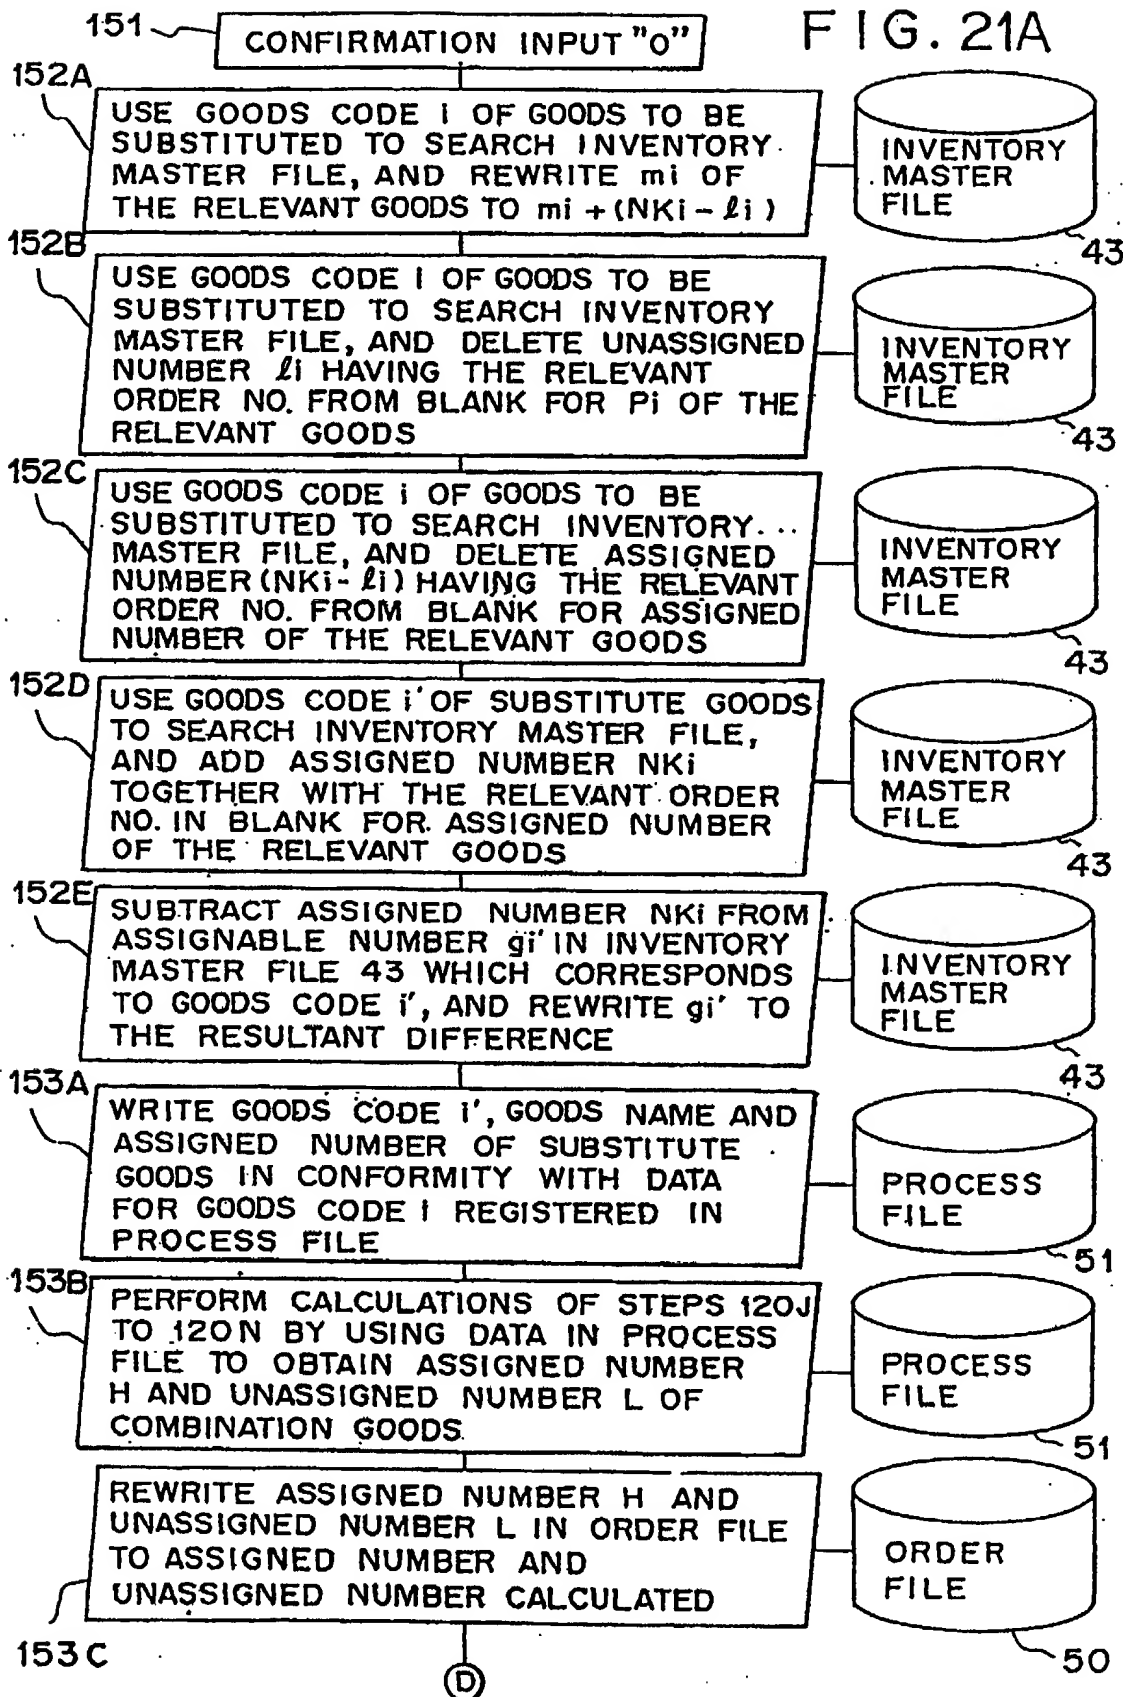 FIG. 21A
151
CONFIRMATION INPUT "0"
152A
USE GOODS CODE i OF GOODS TO BE
SUBSTITUTED TO SEARCH INVENTORY
MASTER FILE, AND REWRITE mi OF
THE RELEVANT GOODS TO mi + (NKi - ℓi)
INVENTORY
MASTER
FILE
43
152B
USE GOODS CODE i OF GOODS TO BE
SUBSTITUTED TO SEARCH INVENTORY
MASTER FILE, AND DELETE UNASSIGNED
NUMBER ℓi HAVING THE RELEVANT
ORDER NO. FROM BLANK FOR Pi OF THE
RELEVANT GOODS
INVENTORY
MASTER
FILE
43
152C
USE GOODS CODE i OF GOODS TO BE
SUBSTITUTED TO SEARCH INVENTORY
MASTER FILE, AND DELETE ASSIGNED
NUMBER (NKi - ℓi) HAVING THE RELEVANT
ORDER NO. FROM BLANK FOR ASSIGNED
NUMBER OF THE RELEVANT GOODS
INVENTORY
MASTER
FILE
43
152D
USE GOODS CODE i' OF SUBSTITUTE GOODS
TO SEARCH INVENTORY MASTER FILE,
AND ADD ASSIGNED NUMBER NKi
TOGETHER WITH THE RELEVANT ORDER
NO. IN BLANK FOR ASSIGNED NUMBER
OF THE RELEVANT GOODS
INVENTORY
MASTER
FILE
43
152E
SUBTRACT ASSIGNED NUMBER NKi FROM
ASSIGNABLE NUMBER gi' IN INVENTORY
MASTER FILE 43 WHICH CORRESPONDS
TO GOODS CODE i', AND REWRITE gi' TO
THE RESULTANT DIFFERENCE
INVENTORY
MASTER
FILE
43
153A
WRITE GOODS CODE i', GOODS NAME AND
ASSIGNED NUMBER OF SUBSTITUTE
GOODS IN CONFORMITY WITH DATA
FOR GOODS CODE i REGISTERED IN
PROCESS FILE
PROCESS
FILE
51
153B
PERFORM CALCULATIONS OF STEPS 120J
TO 120N BY USING DATA IN PROCESS
FILE TO OBTAIN ASSIGNED NUMBER
H AND UNASSIGNED NUMBER L OF
COMBINATION GOODS
PROCESS
FILE
51
REWRITE ASSIGNED NUMBER H AND
UNASSIGNED NUMBER L IN ORDER FILE
TO ASSIGNED NUMBER AND
UNASSIGNED NUMBER CALCULATED
ORDER
FILE
153C
50
D